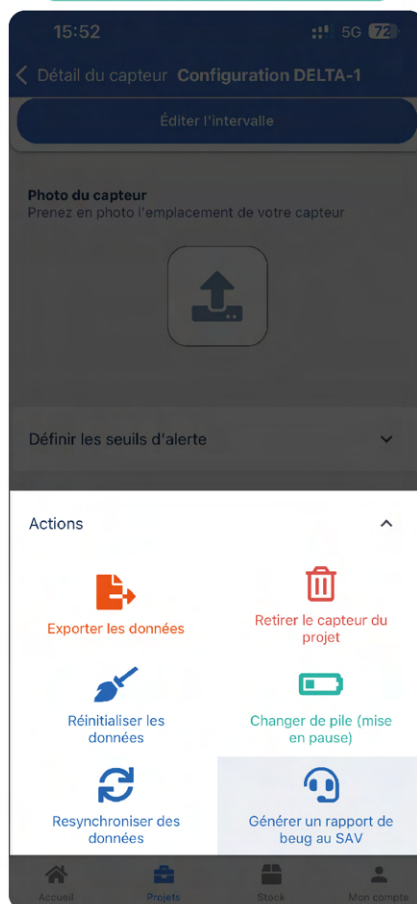 15:52 5G 72
Détail du capteur Configuration DELTA-1
Éditer l'intervalle
Photo du capteur
Prenez en photo l'emplacement de votre capteur
Définir les seuils d'alerte
Actions
Exporter les données
Retirer le capteur du
projet
Réinitialiser les
données
Changer de pile (mise
en pause)
Resynchroniser des
données
Générer un rapport de
beug au SAV
Accueil Projets Stock Mon compte